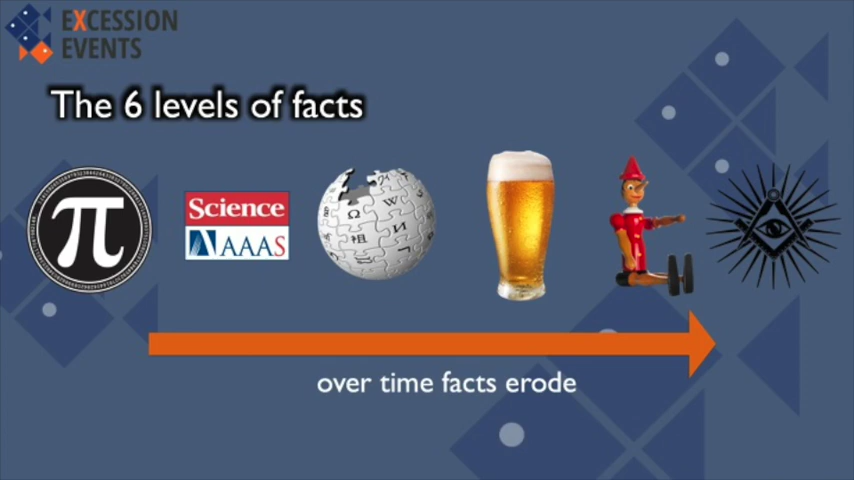 EXCESSION
EVENTS
The 6 levels of facts
π
Science
AAAS
Ω W
И
over time facts erode